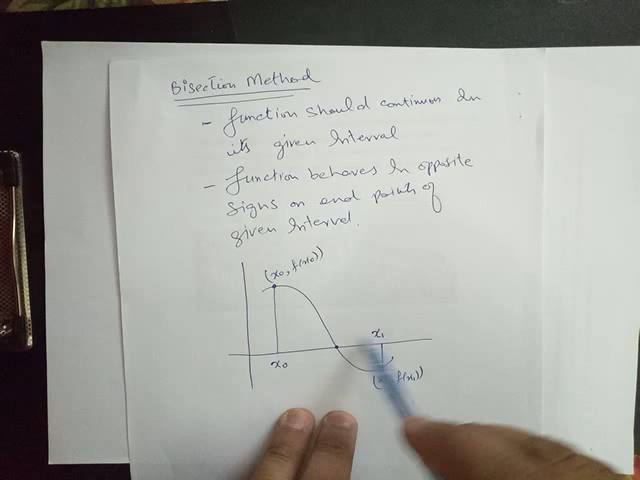 Bisection Method
- function should continuous in
its given Interval
- function behaves In opposite
signs on end points of
given Interval.
(x0, f(x0))
x1
x0
f(x1))